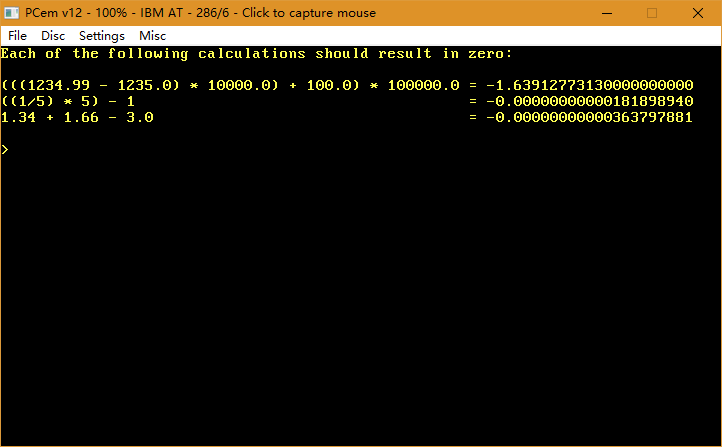 PCem v12 - 100% - IBM AT - 286/6 - Click to capture mouse
File Disc Settings Misc
Each of the following calculations should result in zero:
(((1234.99 - 1235.0) * 10000.0) + 100.0) * 100000.0 = -1.63912773130000000000
((1/5) * 5) - 1 = -0.00000000000181898940
1.34 + 1.66 - 3.0 = -0.00000000000363797881
>